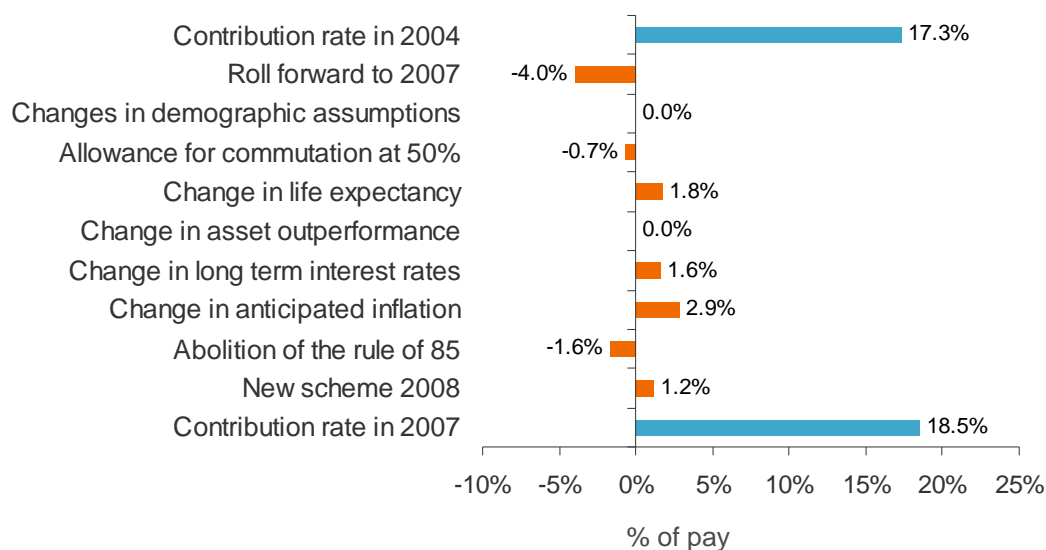 Contribution rate in 2004 17.3%
Roll forward to 2007 -4.0%
Changes in demographic assumptions 0.0%
Allowance for commutation at 50% -0.7%
Change in life expectancy 1.8%
Change in asset outperformance 0.0%
Change in long term interest rates 1.6%
Change in anticipated inflation 2.9%
Abolition of the rule of 85 -1.6%
New scheme 2008 1.2%
Contribution rate in 2007 18.5%
-10% -5% 0% 5% 10% 15% 20% 25%
% of pay